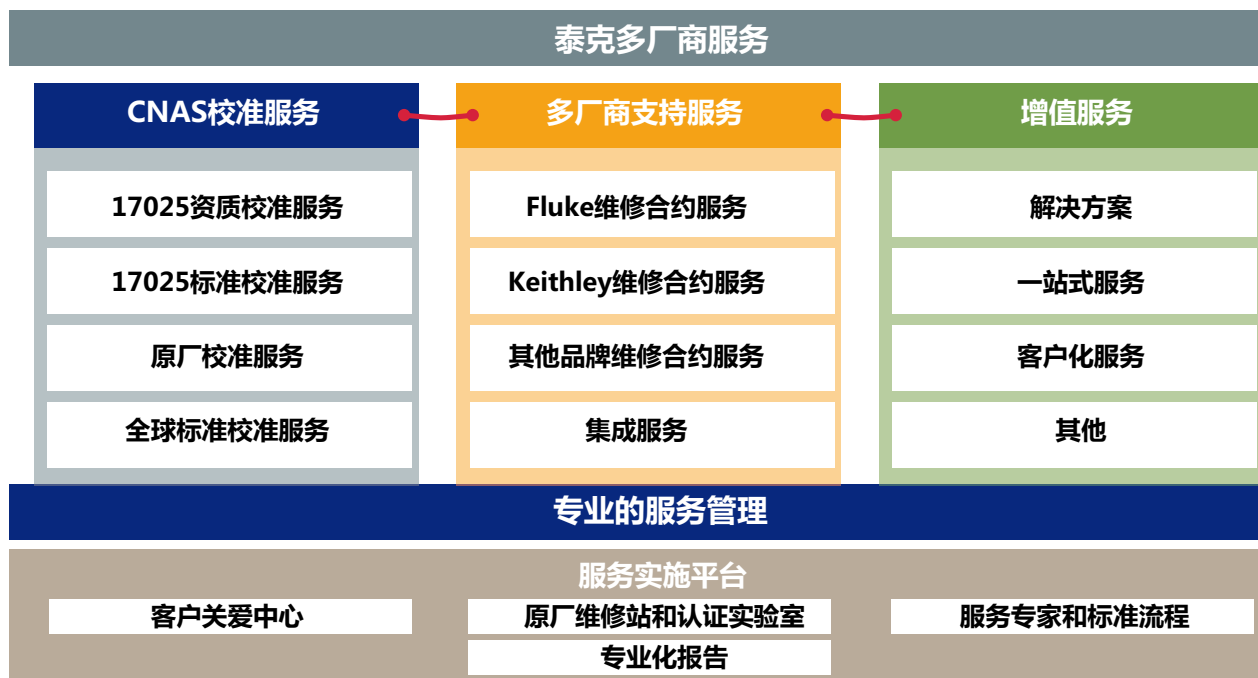 泰克多厂商服务
CNAS校准服务
17025资质校准服务
17025标准校准服务
原厂校准服务
全球标准校准服务
多厂商支持服务
Fluke维修合约服务
Keithley维修合约服务
其他品牌维修合约服务
集成服务
增值服务
解决方案
一站式服务
客户化服务
其他
专业的服务管理
服务实施平台
客户关爱中心
原厂维修站和认证实验室
专业化报告
服务专家和标准流程